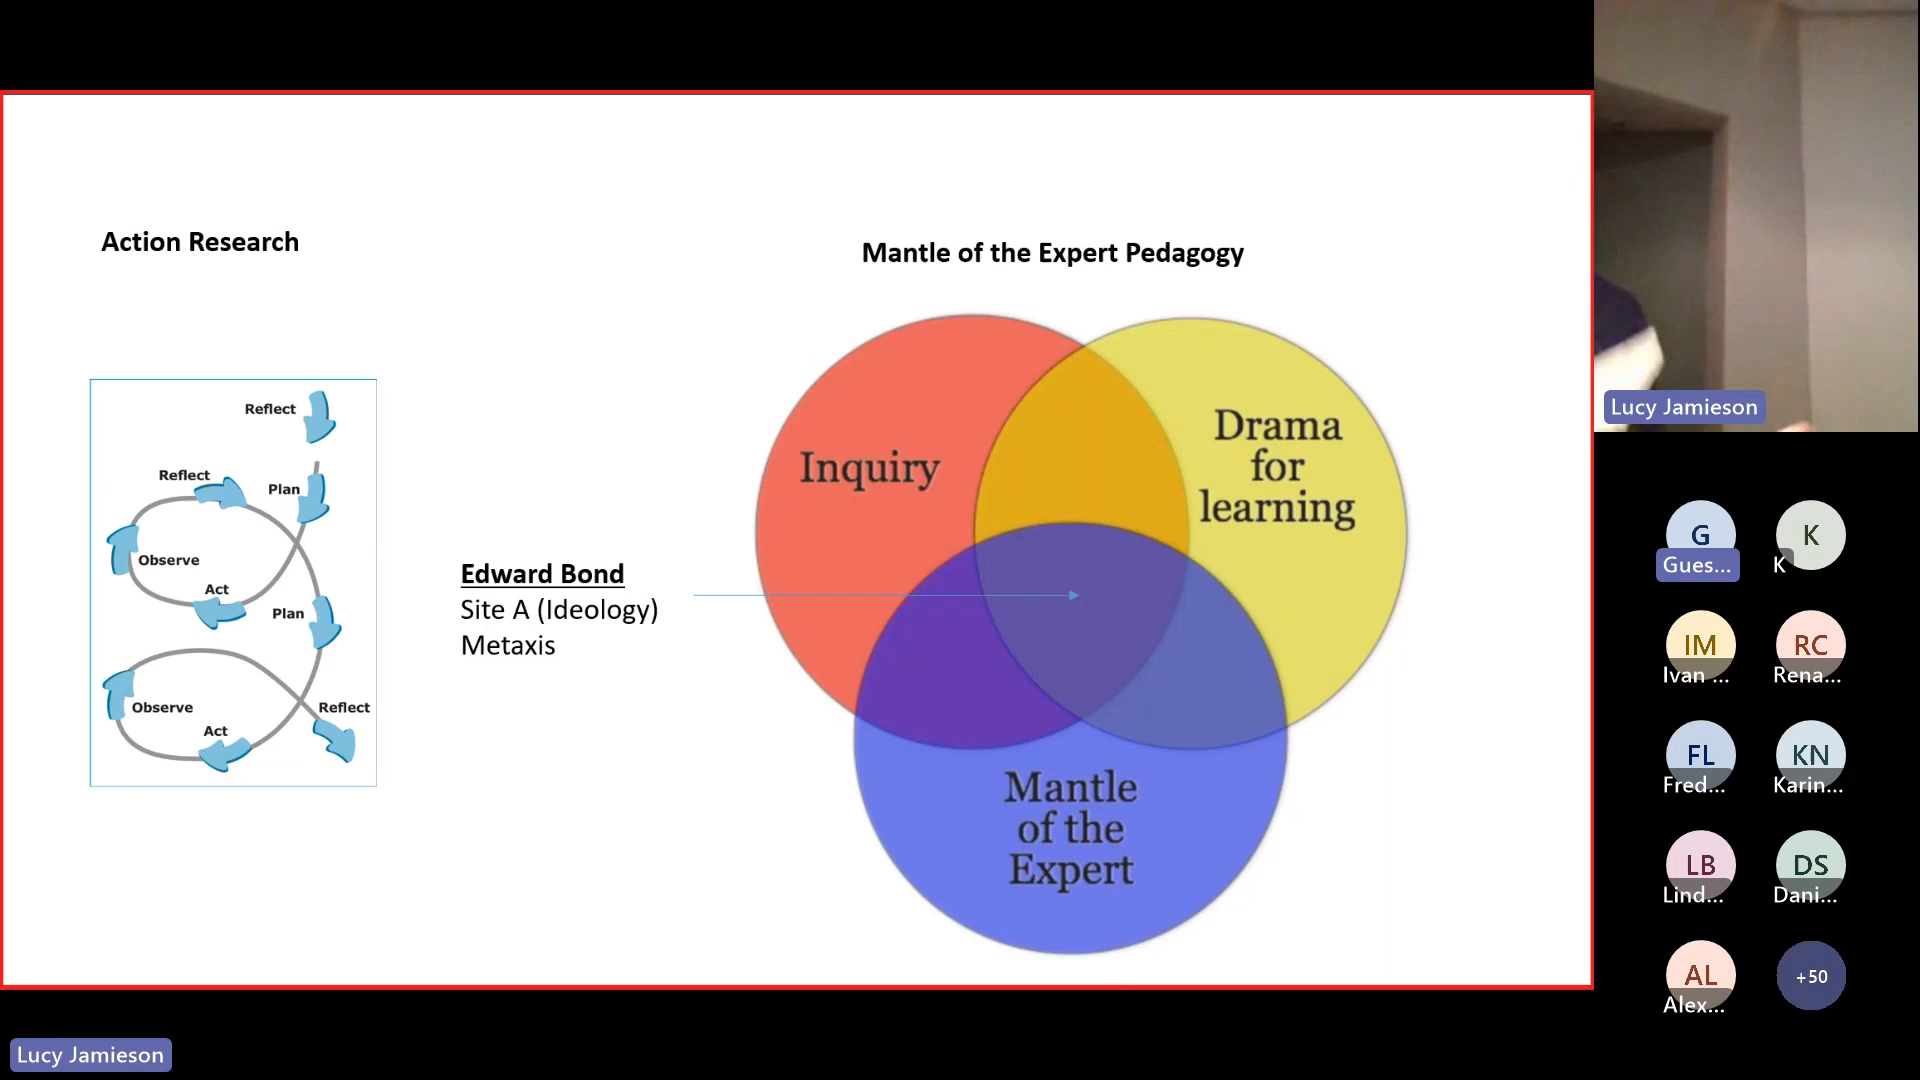 Action Research
Mantle of the Expert Pedagogy
Reflect
Reflect
Plan
Observe
Act
Plan
Observe
Reflect
Act
Edward Bond
Site A (Ideology)
Metaxis
Inquiry
Drama
for
learning
Mantle
of the
Expert
Lucy Jamieson
G
Gues...
K
K
IM
Ivan ...
RC
Rena...
FL
Fred...
KN
Karin...
LB
Lind...
DS
Dani...
AL
Alex...
+50
Lucy Jamieson